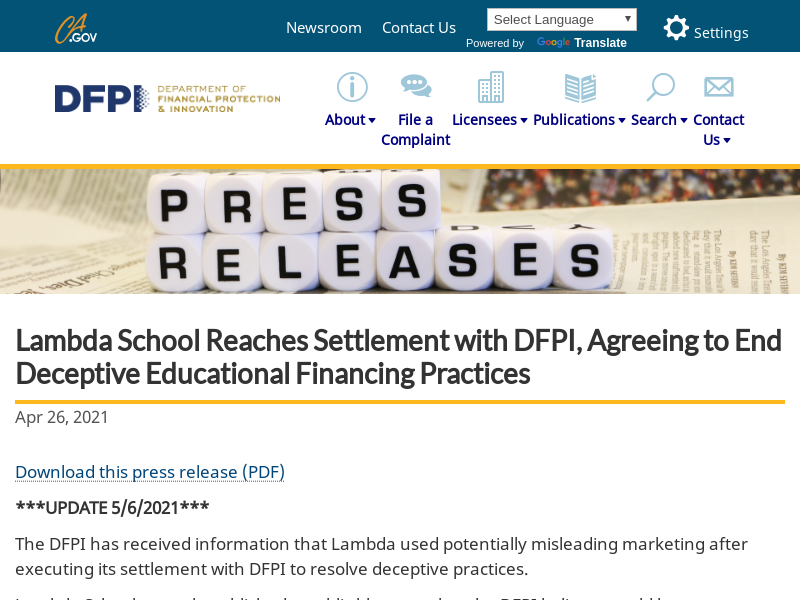 CA
.GOV
Newsroom
Contact Us
Select Language
Powered by Google Translate
Settings
DFPI
DEPARTMENT OF
FINANCIAL PROTECTION
& INNOVATION
About
File a
Complaint
Licensees
Publications
Search
Contact
Us
PRESS
RELEASES
Lambda School Reaches Settlement with DFPI, Agreeing to End
Deceptive Educational Financing Practices
Apr 26, 2021
Download this press release (PDF)
***UPDATE 5/6/2021***
The DFPI has received information that Lambda used potentially misleading marketing after
executing its settlement with DFPI to resolve deceptive practices.